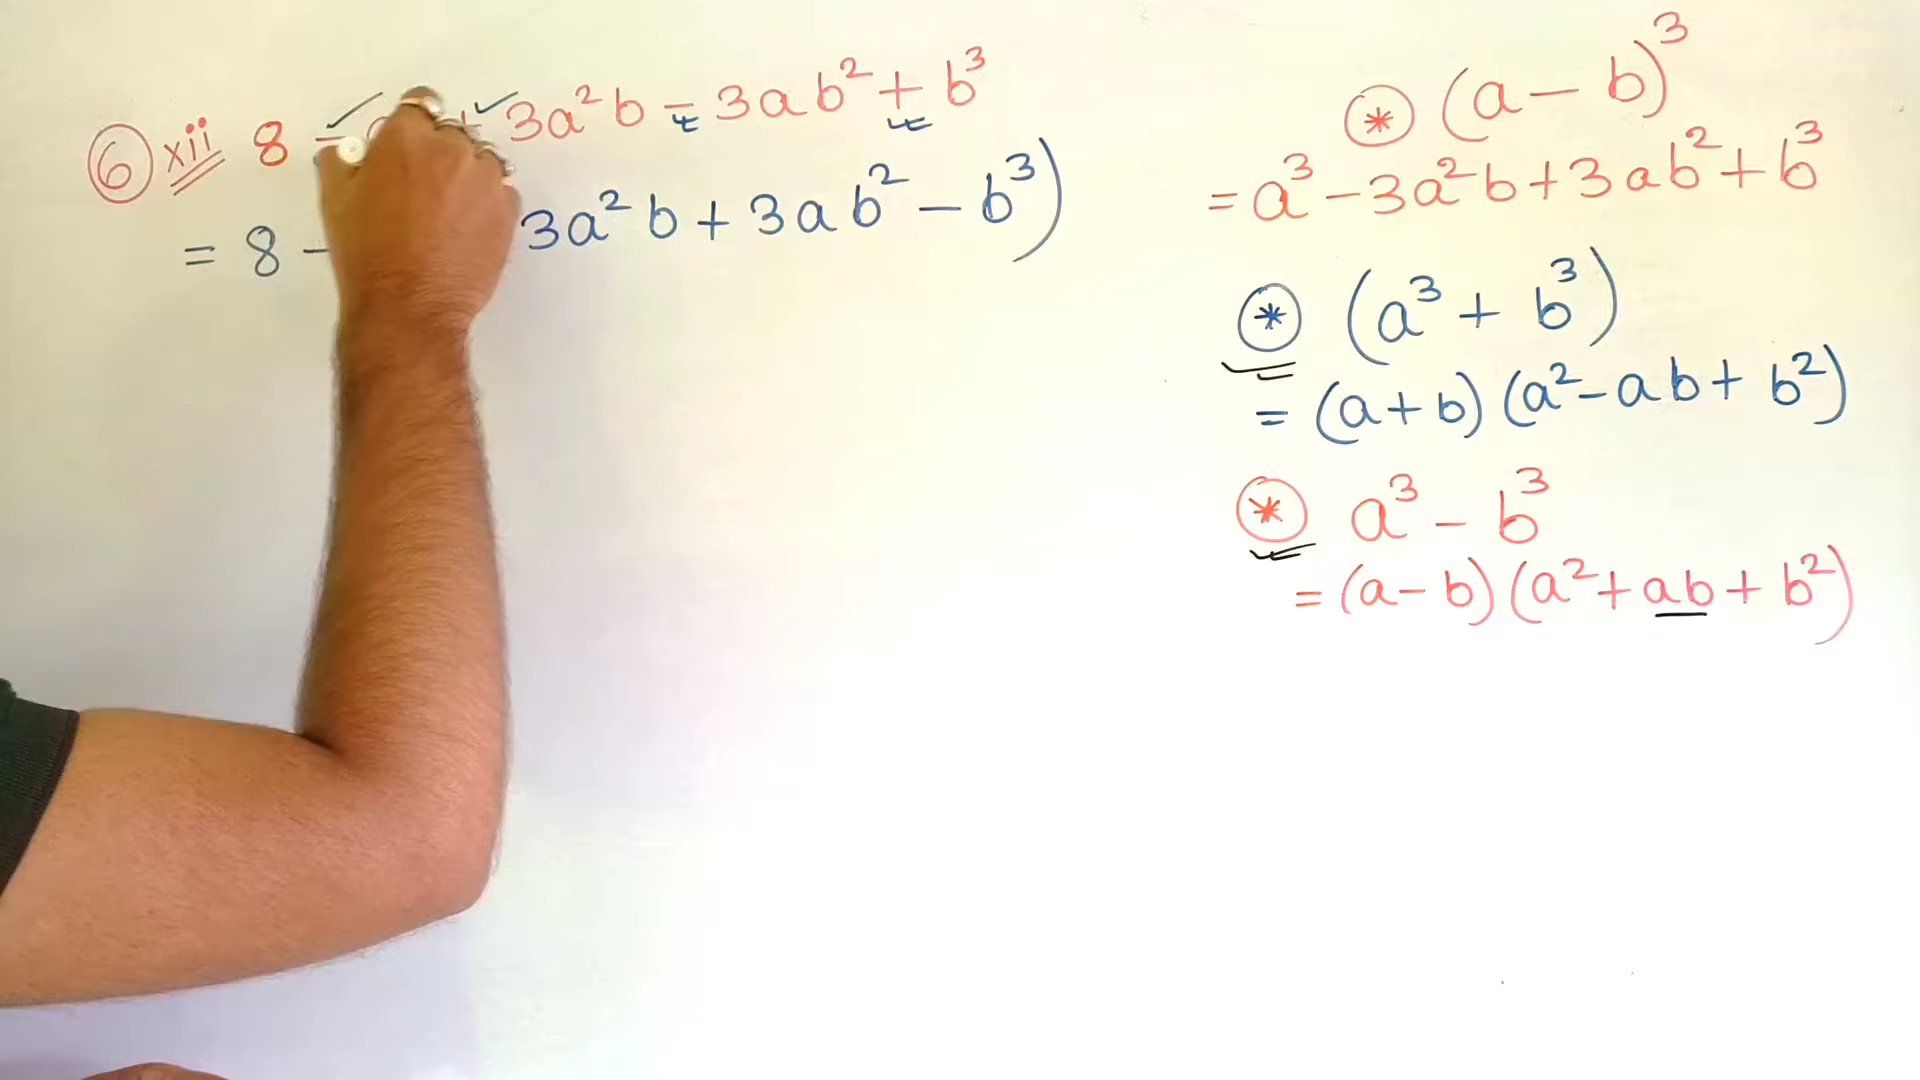 6 xii 8 - + 3a²b - 3ab² + b³
= 8 - 3a²b + 3ab² - b³)
* (a - b)³
= a³ - 3a²b + 3ab² + b³
* (a³ + b³)
= (a + b) (a² - ab + b²)
* a³ - b³
= (a - b) (a² + ab + b²)